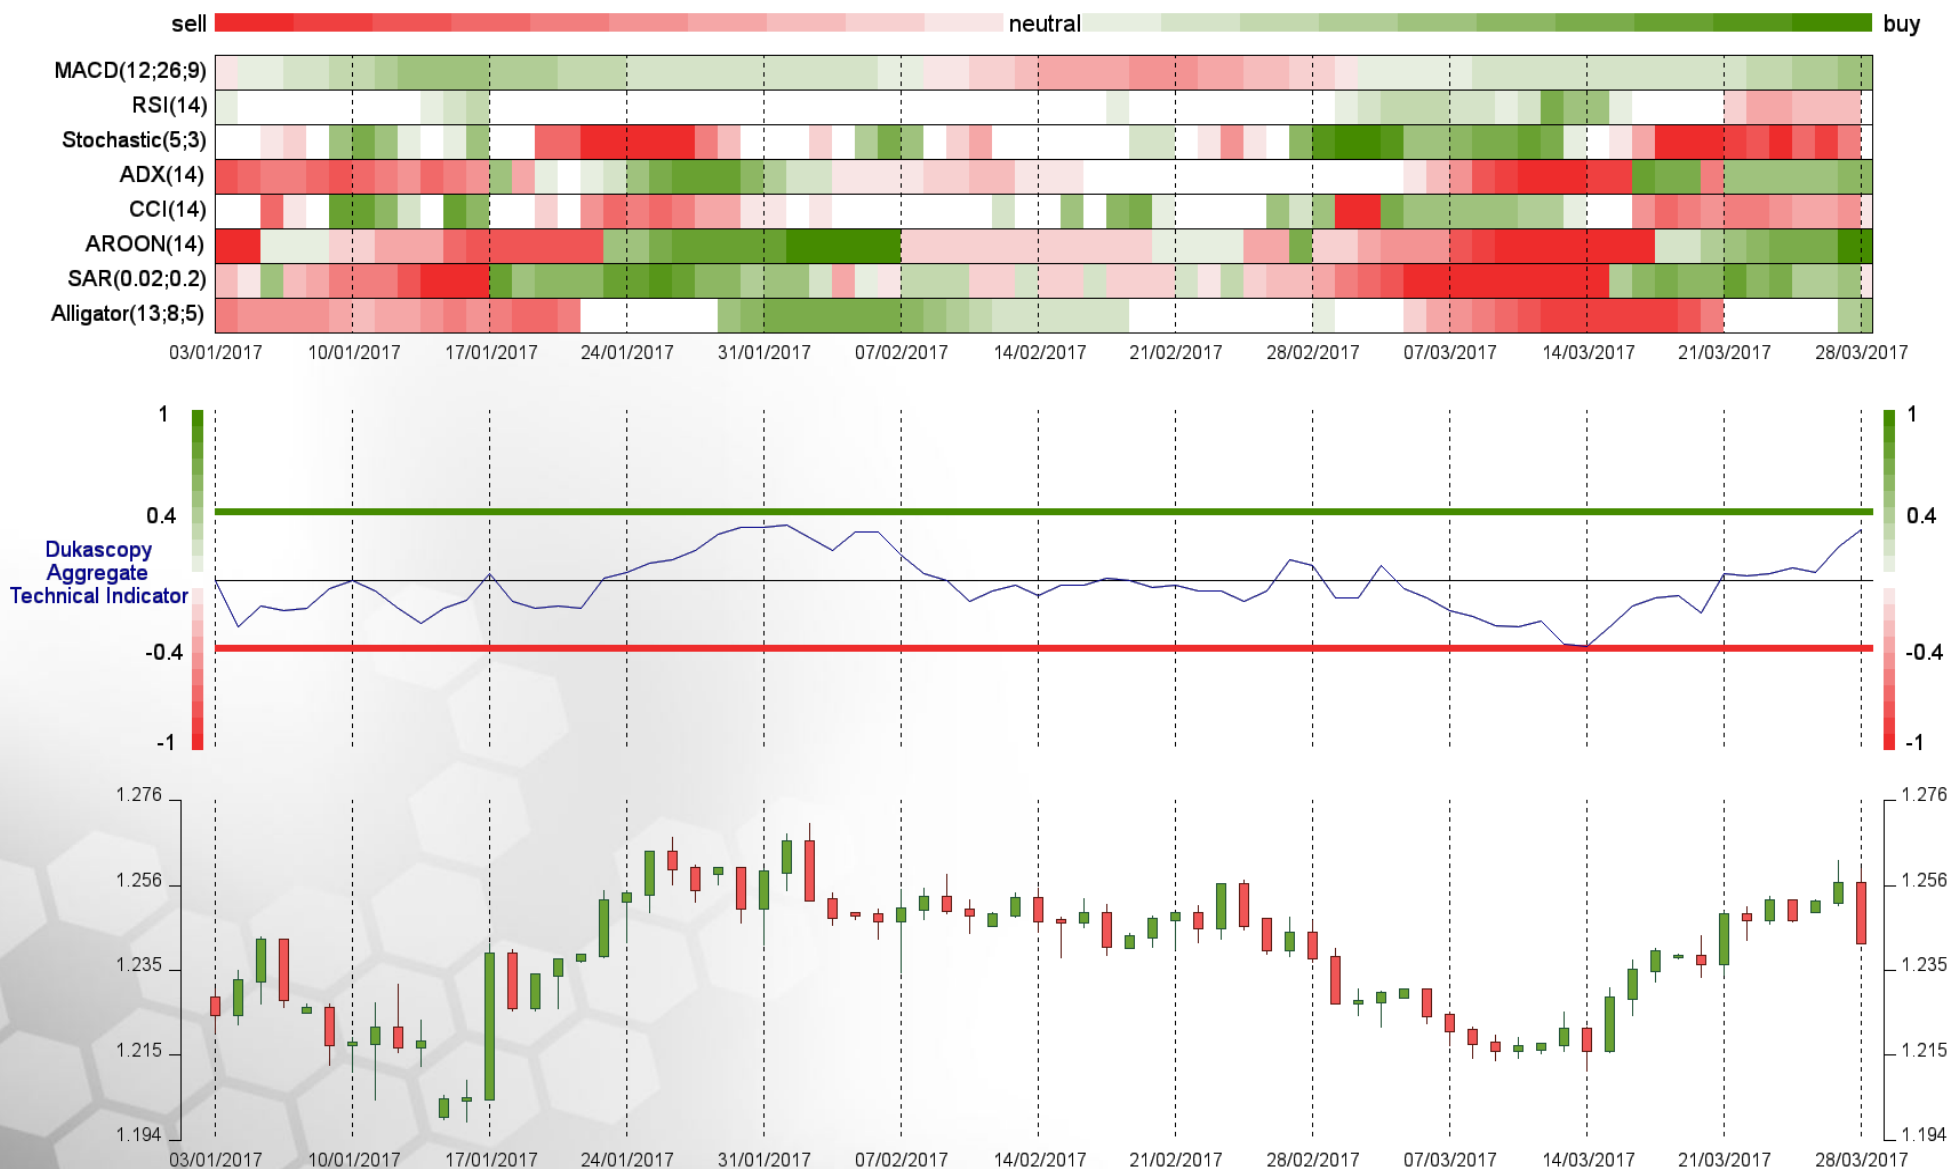 sell neutral buy
MACD(12;26;9)
RSI(14)
Stochastic(5;3)
ADX(14)
CCI(14)
AROON(14)
SAR(0.02;0.2)
Alligator(13;8;5)
03/01/2017 10/01/2017 17/01/2017 24/01/2017 31/01/2017 07/02/2017 14/02/2017 21/02/2017 28/02/2017 07/03/2017 14/03/2017 21/03/2017 28/03/2017
1 1
0.4 0.4
Dukascopy
Aggregate
Technical Indicator
-0.4 -0.4
-1 -1
1.276 1.276
1.256 1.256
1.235 1.235
1.215 1.215
1.194 1.194
03/01/2017 10/01/2017 17/01/2017 24/01/2017 31/01/2017 07/02/2017 14/02/2017 21/02/2017 28/02/2017 07/03/2017 14/03/2017 21/03/2017 28/03/2017